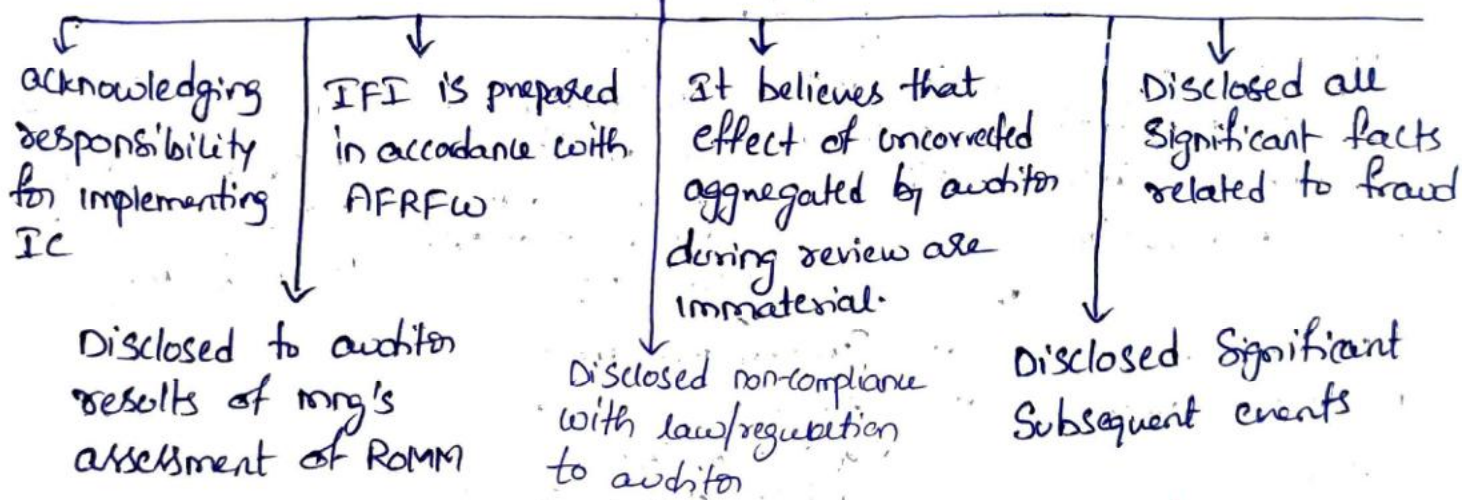 acknowledging
responsibility
for implementing
IC
IFI is prepared
in accordance with
AFRFW
It believes that
effect of uncorrected
aggregated by auditor
during review are
immaterial.
Disclosed all
Significant facts
related to fraud
Disclosed to auditor
results of mng's
assessment of ROMM
Disclosed non-compliance
with law/regulation
to auditor
Disclosed Significant
Subsequent events